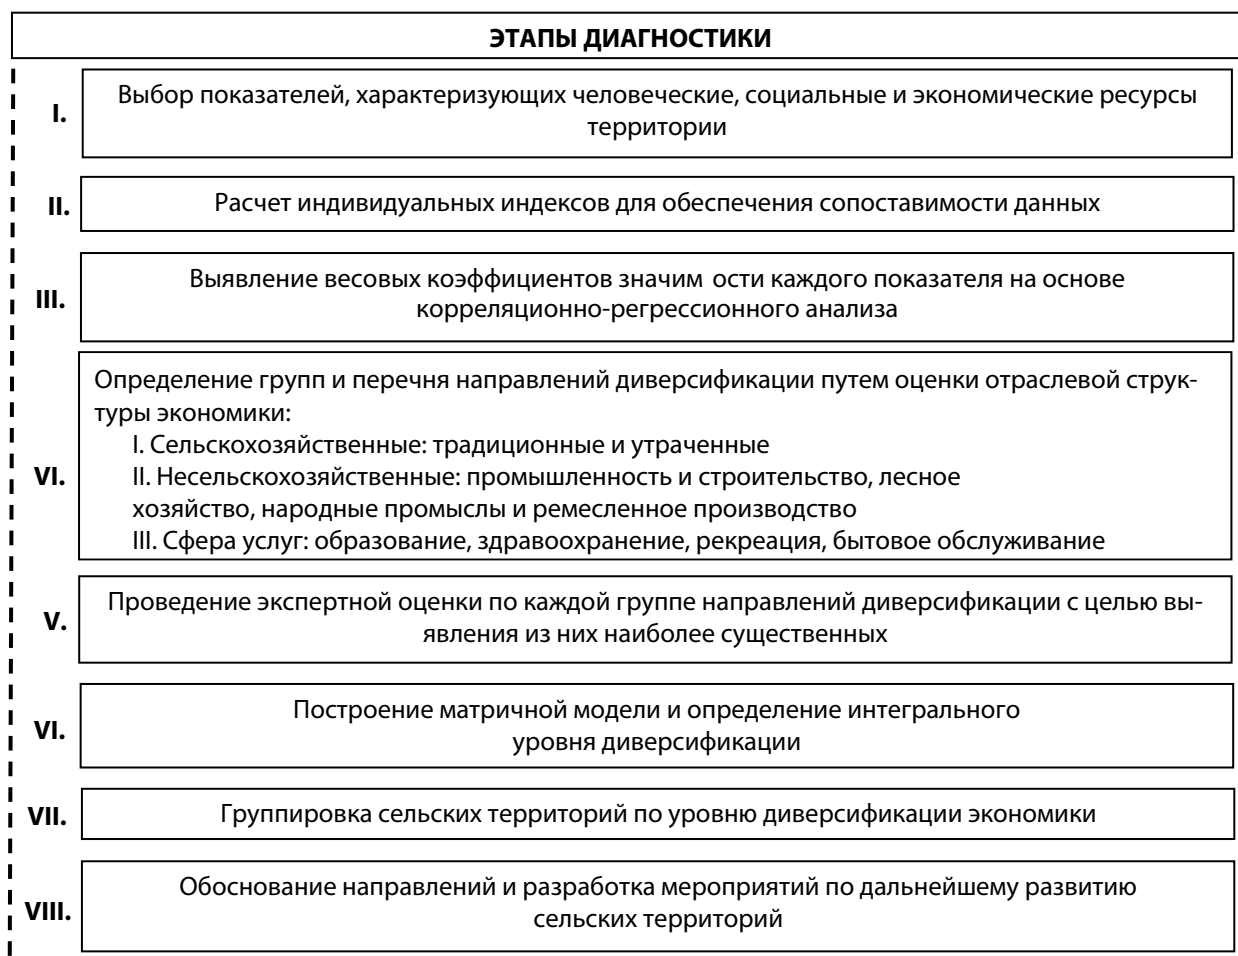 ЭТАПЫ ДИАГНОСТИКИ
I.
Выбор показателей, характеризующих человеческие, социальные и экономические ресурсы
территории
II.
Расчет индивидуальных индексов для обеспечения сопоставимости данных
III.
Выявление весовых коэффициентов значим ости каждого показателя на основе
корреляционно-регрессионного анализа
VI.
Определение групп и перечня направлений диверсификации путем оценки отраслевой струк-
туры экономики:
I. Сельскохозяйственные: традиционные и утраченные
II. Несельскохозяйственные: промышленность и строительство, лесное
хозяйство, народные промыслы и ремесленное производство
III. Сфера услуг: образование, здравоохранение, рекреация, бытовое обслуживание
V.
Проведение экспертной оценки по каждой группе направлений диверсификации с целью вы-
явления из них наиболее существенных
VI.
Построение матричной модели и определение интегрального
уровня диверсификации
VII.
Группировка сельских территорий по уровню диверсификации экономики
VIII.
Обоснование направлений и разработка мероприятий по дальнейшему развитию
сельских территорий